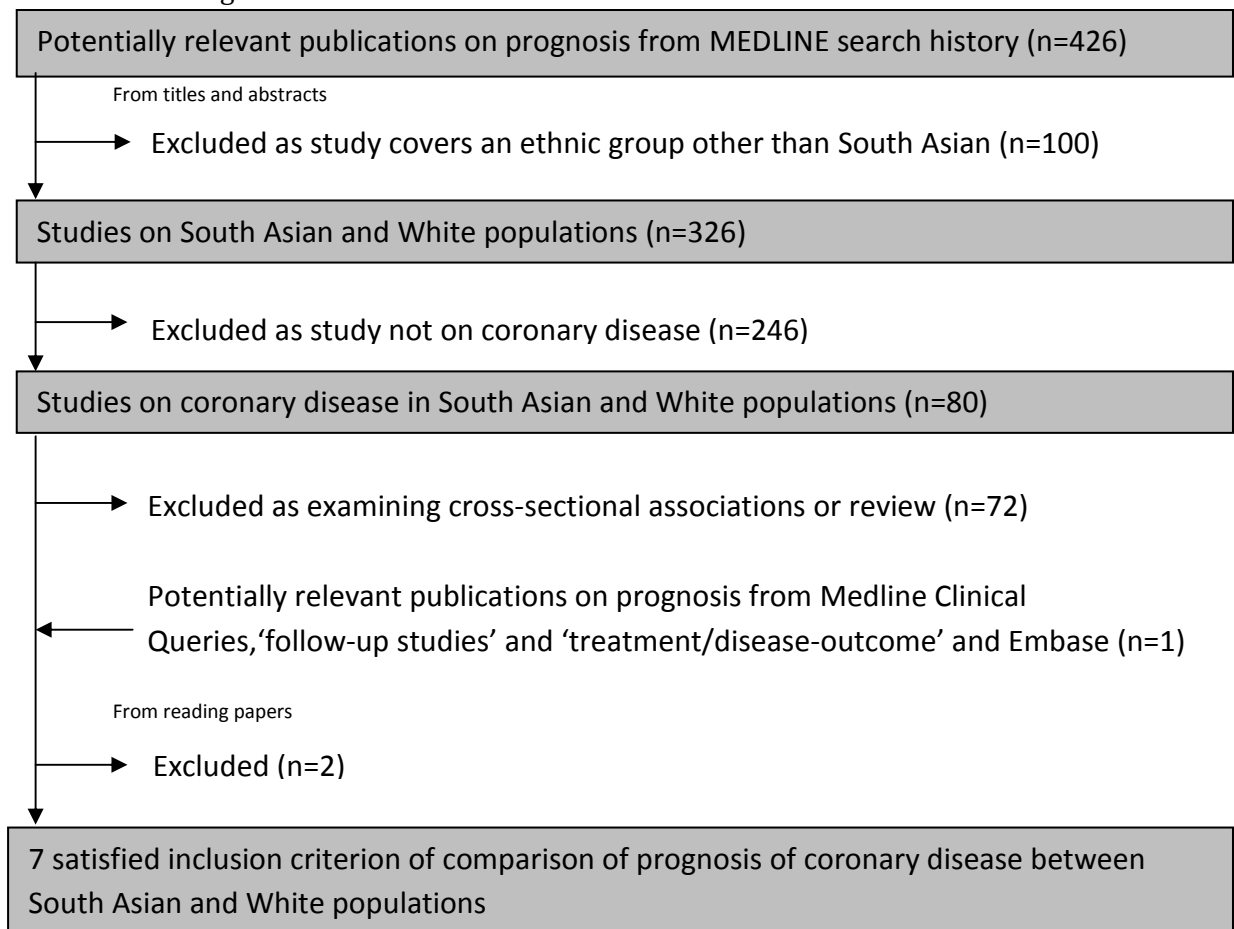 Potentially relevant publications on prognosis from MEDLINE search history (n=426)
From titles and abstracts
Excluded as study covers an ethnic group other than South Asian (n=100)
Studies on South Asian and White populations (n=326)
Excluded as study not on coronary disease (n=246)
Studies on coronary disease in South Asian and White populations (n=80)
Excluded as examining cross-sectional associations or review (n=72)
Potentially relevant publications on prognosis from Medline Clinical
Queries,‘follow-up studies’ and ‘treatment/disease-outcome’ and Embase (n=1)
From reading papers
Excluded (n=2)
7 satisfied inclusion criterion of comparison of prognosis of coronary disease between
South Asian and White populations